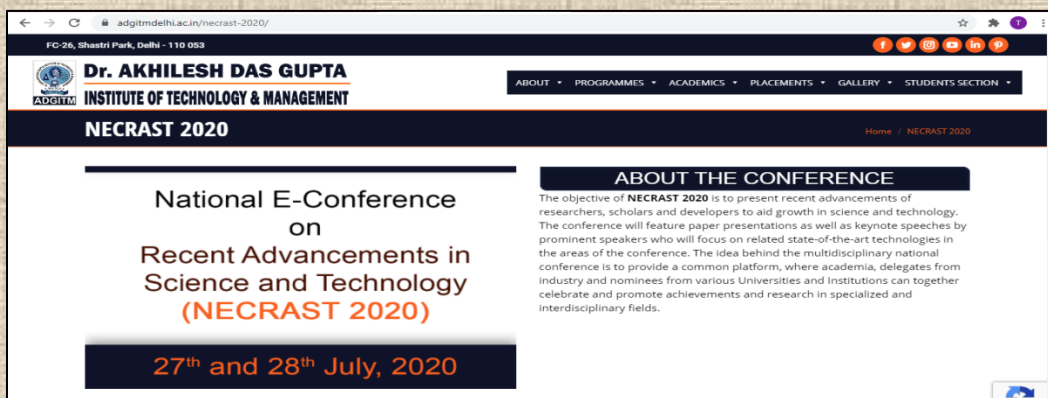 adgitmdelhi.ac.in/necrast-2020/
T
FC-26, Shastri Park, Delhi - 110 053
ADGITM
Dr. AKHILESH DAS GUPTA
INSTITUTE OF TECHNOLOGY & MANAGEMENT
ABOUT PROGRAMMES ACADEMICS PLACEMENTS GALLERY STUDENTS SECTION
NECRAST 2020
Home / NECRAST 2020
National E-Conference
on
Recent Advancements in
Science and Technology
(NECRAST 2020)
27th and 28th July, 2020
ABOUT THE CONFERENCE
The objective of NECRAST 2020 is to present recent advancements of
researchers, scholars and developers to aid growth in science and technology.
The conference will feature paper presentations as well as keynote speeches by
prominent speakers who will focus on related state-of-the-art technologies in
the areas of the conference. The idea behind the multidisciplinary national
conference is to provide a common platform, where academia, delegates from
industry and nominees from various Universities and Institutions can together
celebrate and promote achievements and research in specialized and
interdisciplinary fields.